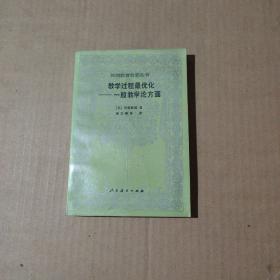 外国教育名著丛书
教学过程最优化
——一般教学论方面
人民教育出版社